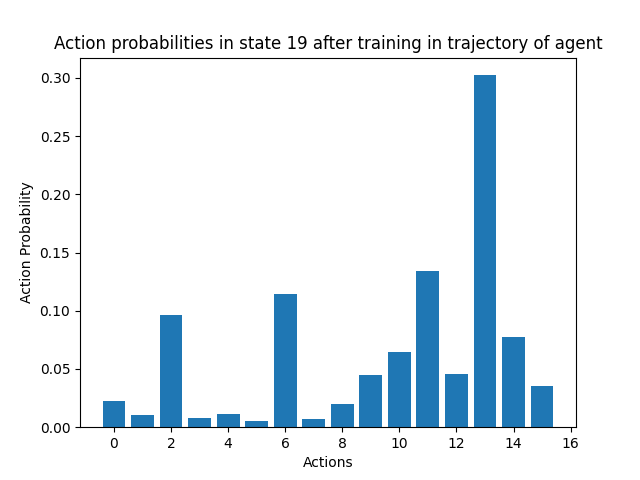 Action probabilities in state 19 after training in trajectory of agent
0.30
0.25
0.20
0.15
0.10
0.05
0.00
Action Probability
0 2 4 6 8 10 12 14 16
Actions